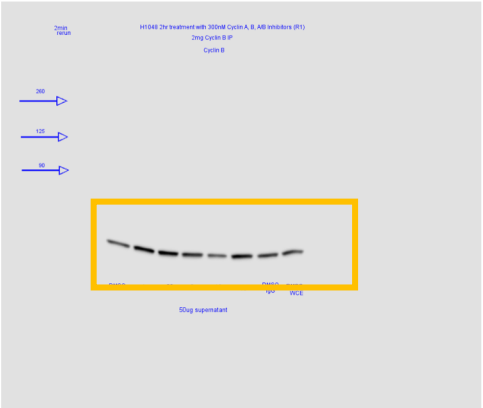 2min
rerun
H1048 2hr treatment with 300nM Cyclin A, B, A/B Inhibitors (R1)
2mg Cyclin B IP
Cyclin B
260
125
90
DMSO
IgG
WCE
50ug supernatant